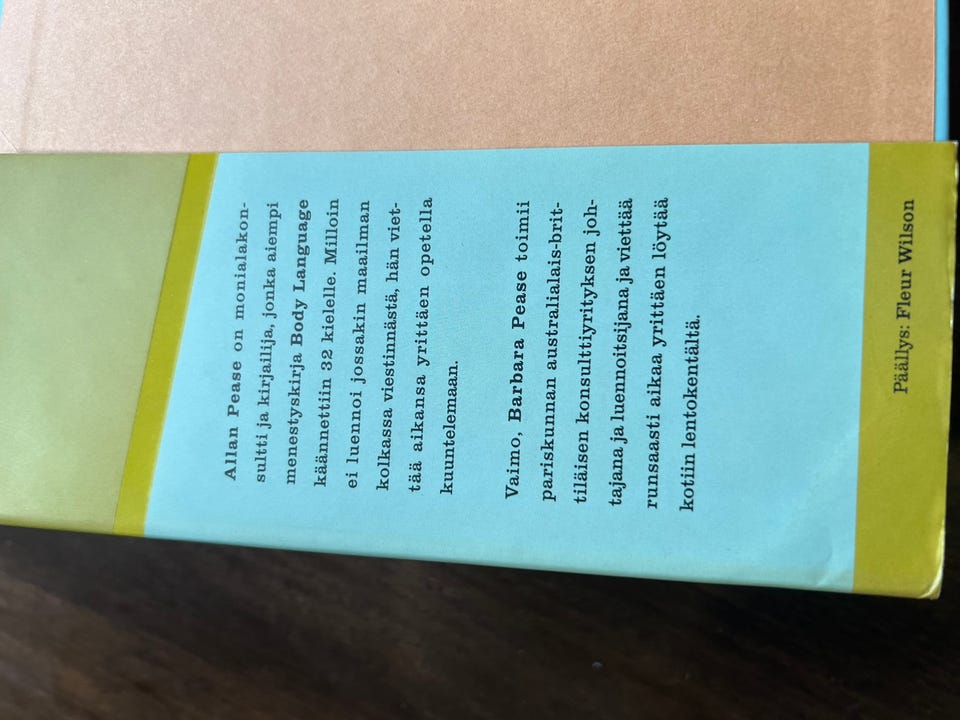 Allan Pease on monialakon-
sultti ja kirjailija, jonka aiempi
menestyskirja Body Language
käännettiin 32 kielelle. Milloin
ei luennoi jossakin maailman
kolkassa viestinnästä, hän viet-
tää aikansa yrittäen opetella
kuuntelemaan.
Vaimo, Barbara Pease toimii
pariskunnan australialais-brit-
tiläisen konsulttiyrityksen joh-
tajana ja luennoitsijana ja viettää
runsaasti aikaa yrittäen löytää
kotiin lentokentältä.
Päällys: Fleur Wilson